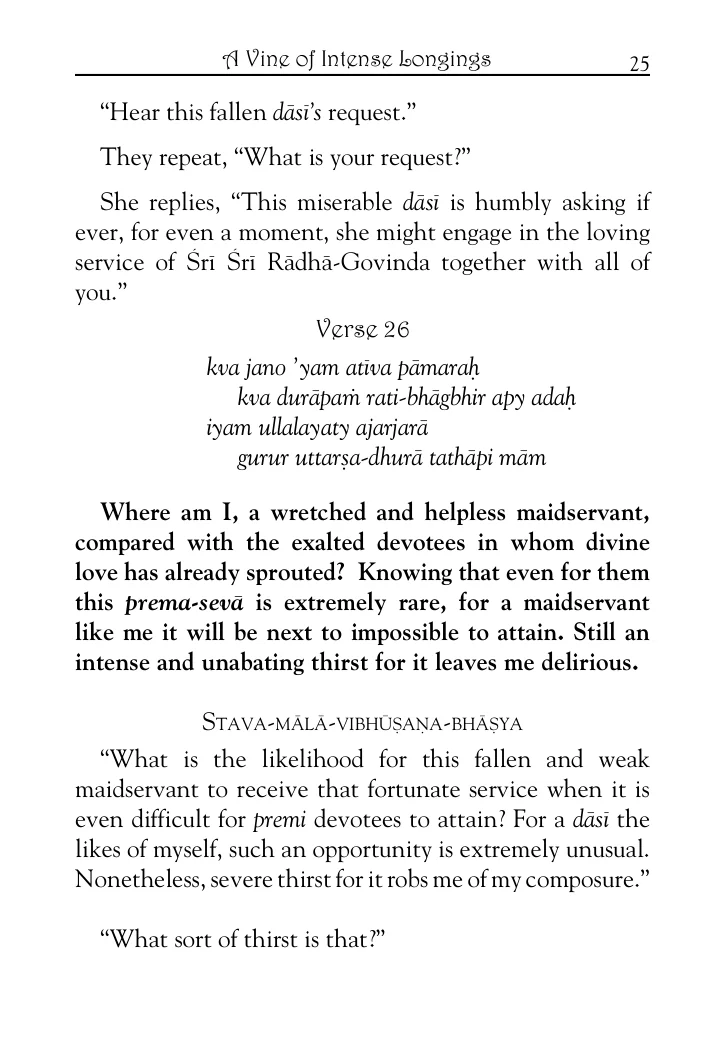 A Vine of Intense Longings 25
“Hear this fallen dāsī’s request.”
They repeat, “What is your request?”
She replies, “This miserable dāsī is humbly asking if
ever, for even a moment, she might engage in the loving
service of Śrī Śrī Rādhā-Govinda together with all of
you.”
Verse 26
kva jano ’yam atīva pāmaraḥ
kva durāpaṁ rati-bhāgbhir apy adaḥ
iyam ullalayaty ajarjarā
gurur uttarṣa-dhurā tathāpi mām
Where am I, a wretched and helpless maidservant,
compared with the exalted devotees in whom divine
love has already sprouted? Knowing that even for them
this prema-sevā is extremely rare, for a maidservant
like me it will be next to impossible to attain. Still an
intense and unabating thirst for it leaves me delirious.
Stava-mālā-vibhūṣaṇa-bhāṣya
“What is the likelihood for this fallen and weak
maidservant to receive that fortunate service when it is
even difficult for premi devotees to attain? For a dāsī the
likes of myself, such an opportunity is extremely unusual.
Nonetheless, severe thirst for it robs me of my composure.”
“What sort of thirst is that?”